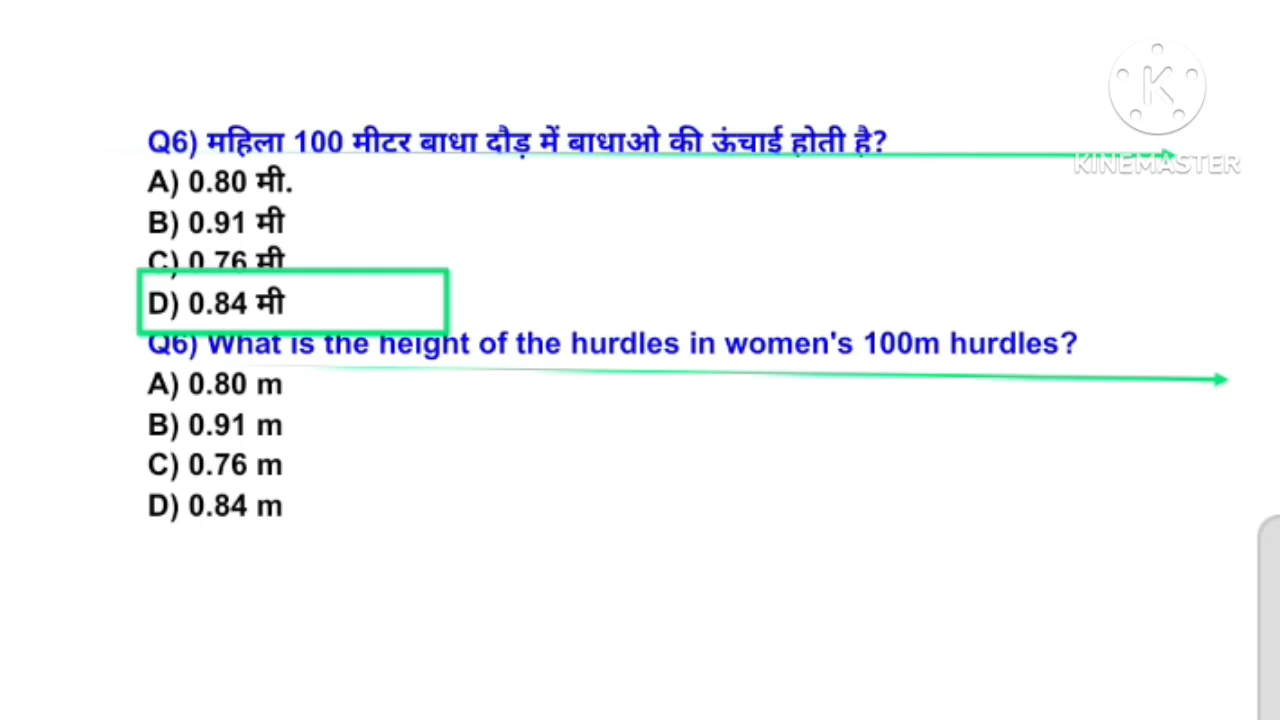 Q6) महिला 100 मीटर बाधा दौड़ में बाधाओ की ऊंचाई होती है?
KINEMASTER
A) 0.80 मी.
B) 0.91 मी
C) 0.76 मी
D) 0.84 मी
Q6) What is the height of the hurdles in women's 100m hurdles?
A) 0.80 m
B) 0.91 m
C) 0.76 m
D) 0.84 m